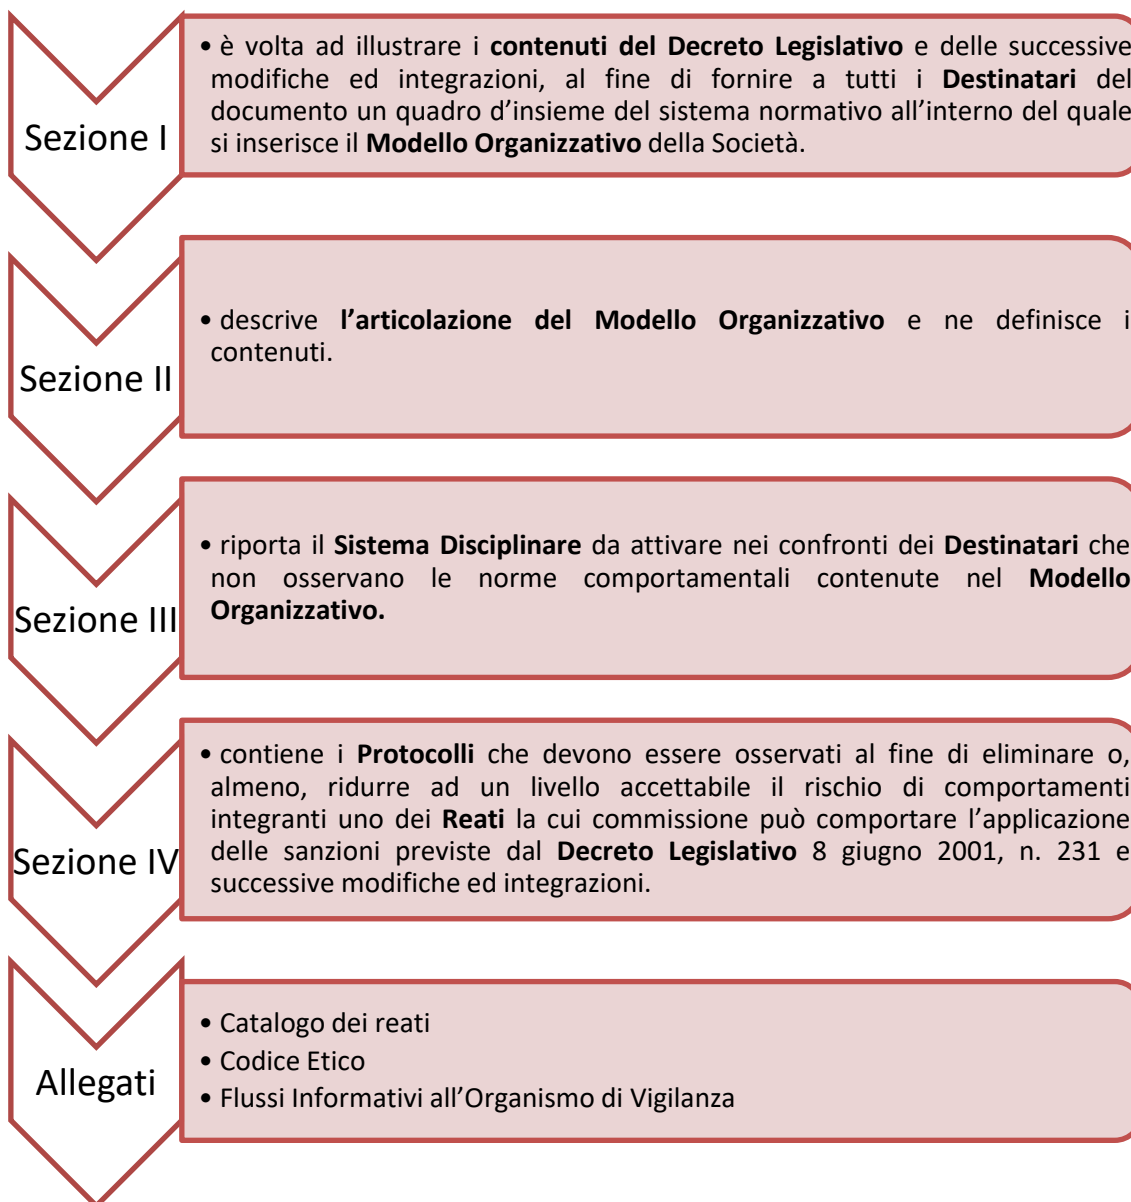 Sezione I
• è volta ad illustrare i contenuti del Decreto Legislativo e delle successive
modifiche ed integrazioni, al fine di fornire a tutti i Destinatari del
documento un quadro d’insieme del sistema normativo all’interno del quale
si inserisce il Modello Organizzativo della Società.
Sezione II
• descrive l’articolazione del Modello Organizzativo e ne definisce i
contenuti.
Sezione III
• riporta il Sistema Disciplinare da attivare nei confronti dei Destinatari che
non osservano le norme comportamentali contenute nel Modello
Organizzativo.
Sezione IV
• contiene i Protocolli che devono essere osservati al fine di eliminare o,
almeno, ridurre ad un livello accettabile il rischio di comportamenti
integranti uno dei Reati la cui commissione può comportare l’applicazione
delle sanzioni previste dal Decreto Legislativo 8 giugno 2001, n. 231 e
successive modifiche ed integrazioni.
Allegati
• Catalogo dei reati
• Codice Etico
• Flussi Informativi all’Organismo di Vigilanza